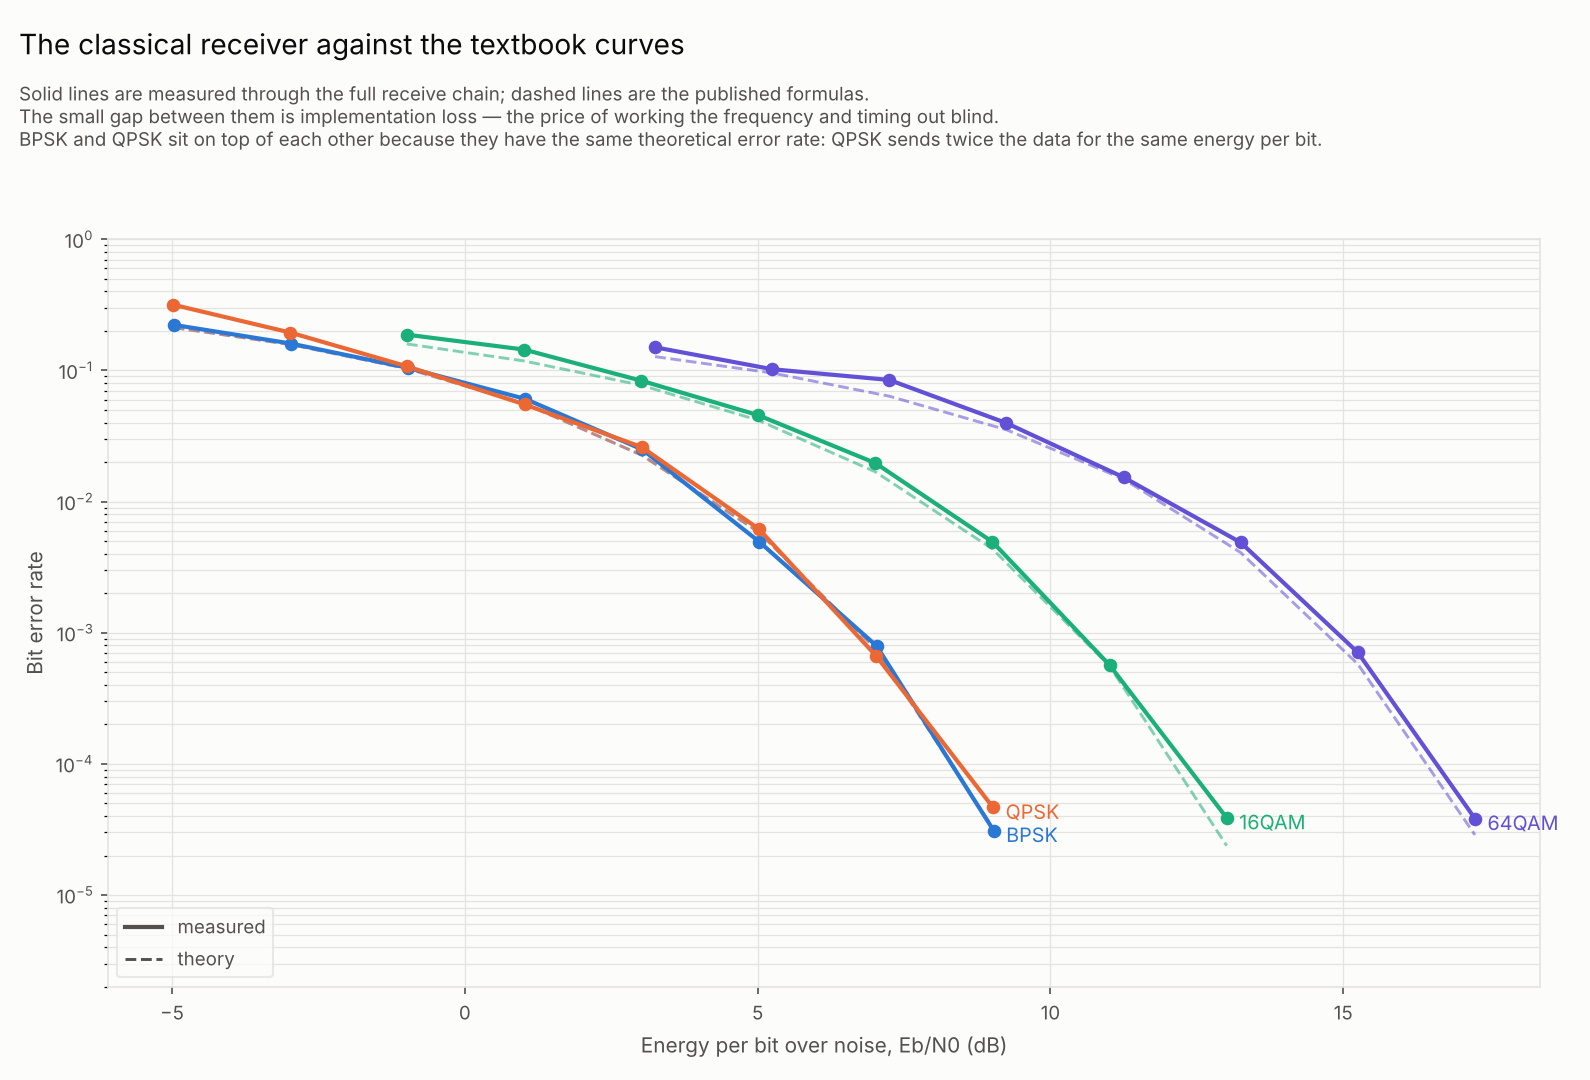 The classical receiver against the textbook curves
Solid lines are measured through the full receive chain; dashed lines are the published formulas.
The small gap between them is implementation loss — the price of working the frequency and timing out blind.
BPSK and QPSK sit on top of each other because they have the same theoretical error rate: QPSK sends twice the data for the same energy per bit.
10⁰
10⁻¹
10⁻²
10⁻³
10⁻⁴
10⁻⁵
Bit error rate
QPSK
BPSK
16QAM
64QAM
measured
theory
−5
0
5
10
15
Energy per bit over noise, Eb/N0 (dB)